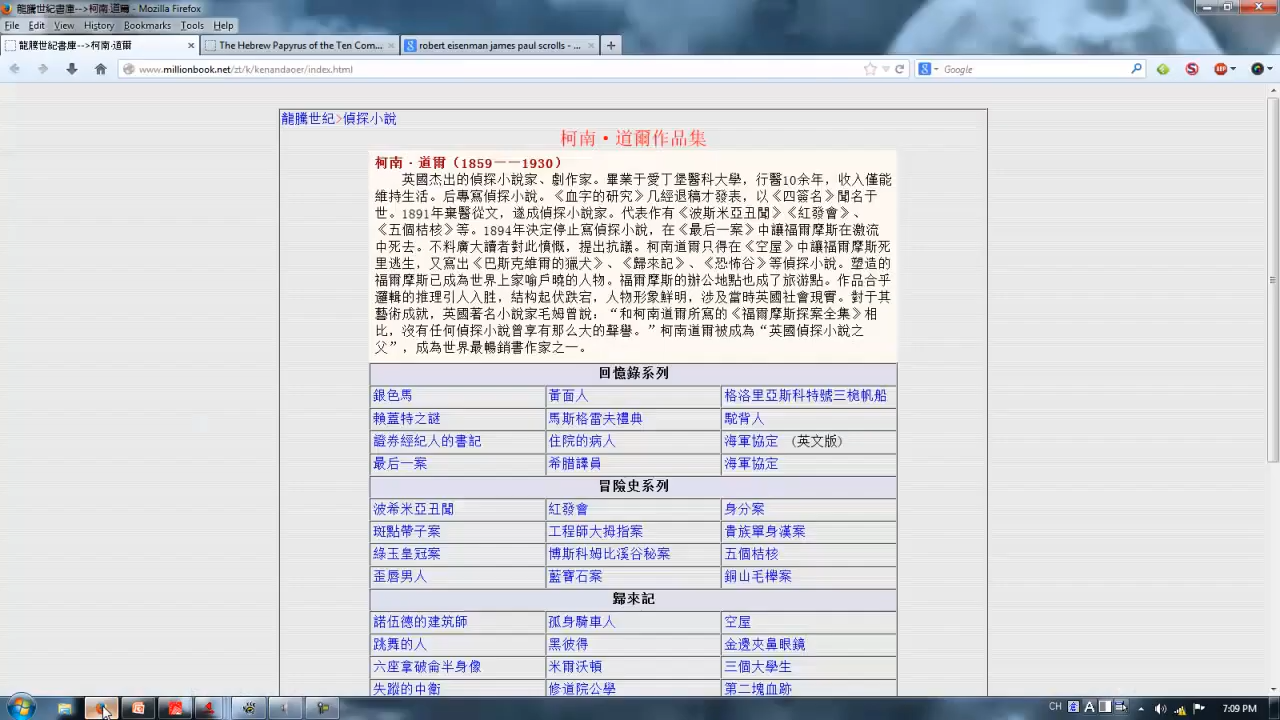 龍騰世紀書庫-->柯南·道爾 - Mozilla Firefox
File Edit View History Bookmarks Tools Help
龍騰世紀書庫-->柯南·道爾 × The Hebrew Papyrus of the Ten Com... × robert eisenman james paul scrolls - ... × +
www.millionbook.net/zt/k/kenandaoer/index.html
Google
龍騰世紀>偵探小說
柯南·道爾作品集
柯南·道爾（1859－－1930）
英國杰出的偵探小說家、劇作家。畢業于愛丁堡醫科大學，行醫10余年，收入僅能
維持生活。后專寫偵探小說。《血字的研究》几經退稿才發表，以《四簽名》聞名于
世。1891年棄醫從文，遂成偵探小說家。代表作有《波斯米亞丑聞》《紅發會》、
《五個桔核》等。1894年決定停止寫偵探小說，在《最后一案》中讓福爾摩斯在激流
中死去。不料廣大讀者對此憤慨，提出抗議。柯南道爾只得在《空屋》中讓福爾摩斯死
里逃生，又寫出《巴斯克維爾的獵犬》、《歸來記》、《恐怖谷》等偵探小說。塑造的
福爾摩斯已成為世界上家喻戶曉的人物。福爾摩斯的辦公地點也成了旅游點。作品合乎
邏輯的推理引人入胜，結构起伏跌宕，人物形象鮮明，涉及當時英國社會現實。對于其
藝術成就，英國著名小說家毛姆曾說：“和柯南道爾所寫的《福爾摩斯探案全集》相
比，沒有任何偵探小說曾享有那么大的聲譽。”柯南道爾被成為“英國偵探小說之
父”，成為世界最暢銷書作家之一。
回憶錄系列
銀色馬 黃面人 格洛里亞斯科特號三桅帆船
賴蓋特之謎 馬斯格雷夫禮典 駝背人
證券經紀人的書記 住院的病人 海軍協定 (英文版)
最后一案 希腊譯員 海軍協定
冒險史系列
波希米亞丑聞 紅發會 身分案
斑點帶子案 工程師大拇指案 貴族單身漢案
綠玉皇冠案 博斯科姆比溪谷秘案 五個桔核
歪唇男人 藍寶石案 銅山毛櫸案
歸來記
諾伍德的建筑師 孤身騎車人 空屋
跳舞的人 黑彼得 金邊夾鼻眼鏡
六座拿破侖半身像 米爾沃頓 三個大學生
失蹤的中衛 修道院公學 第二塊血跡
CH 7:09 PM